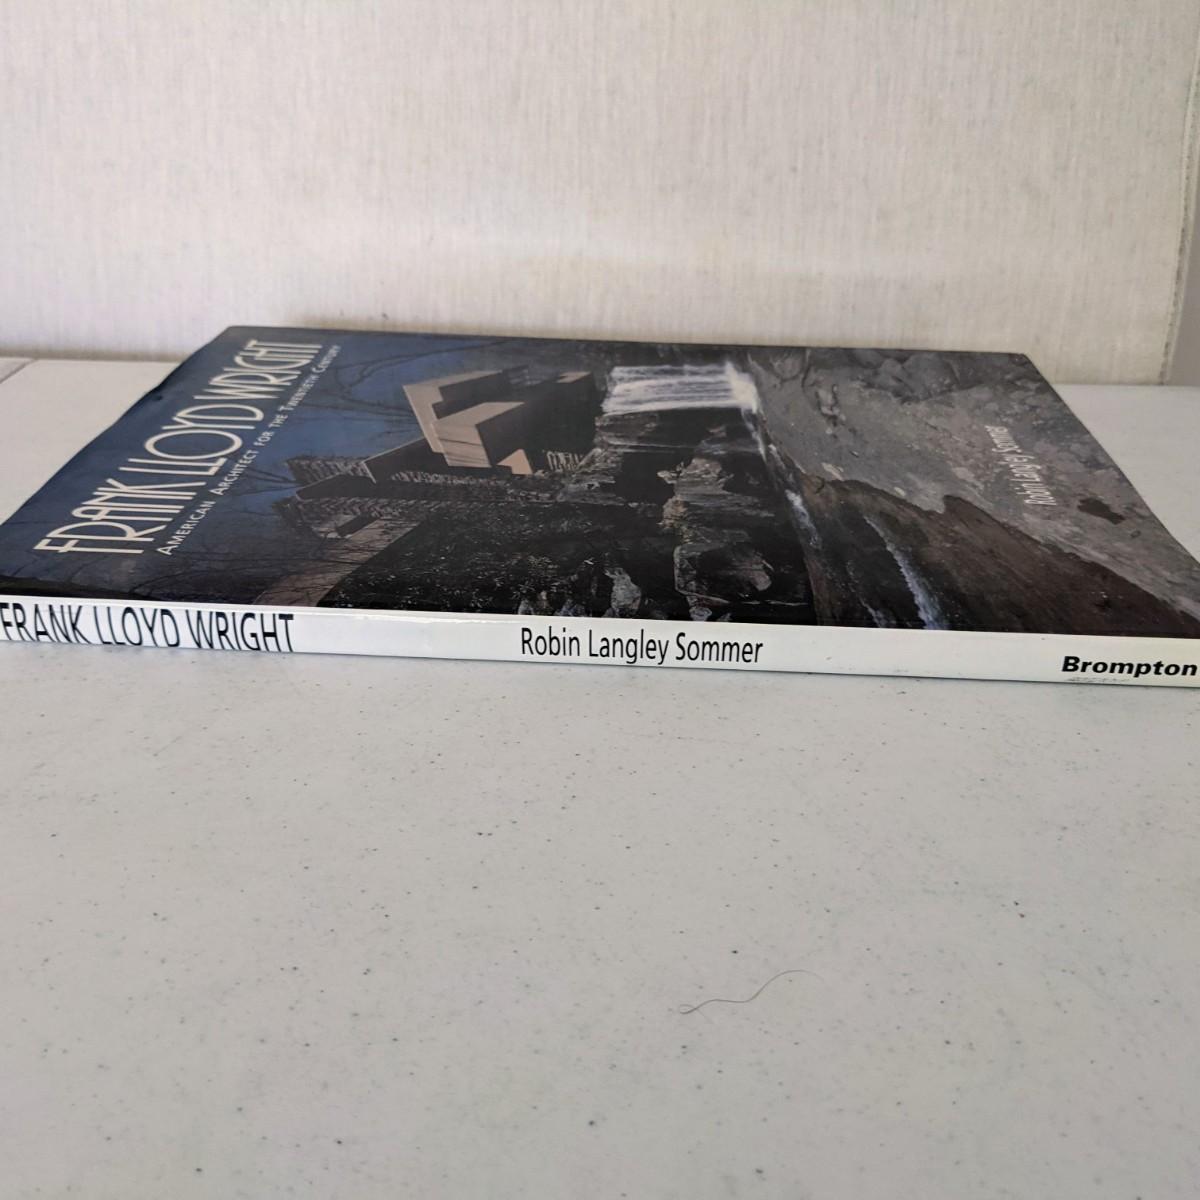 FRANK LLOYD WRIGHT
AMERICAN ARCHITECT FOR THE TWENTIETH CENTURY
Robin Langley Sommer
FRANK LLOYD WRIGHT
Robin Langley Sommer
Brompton